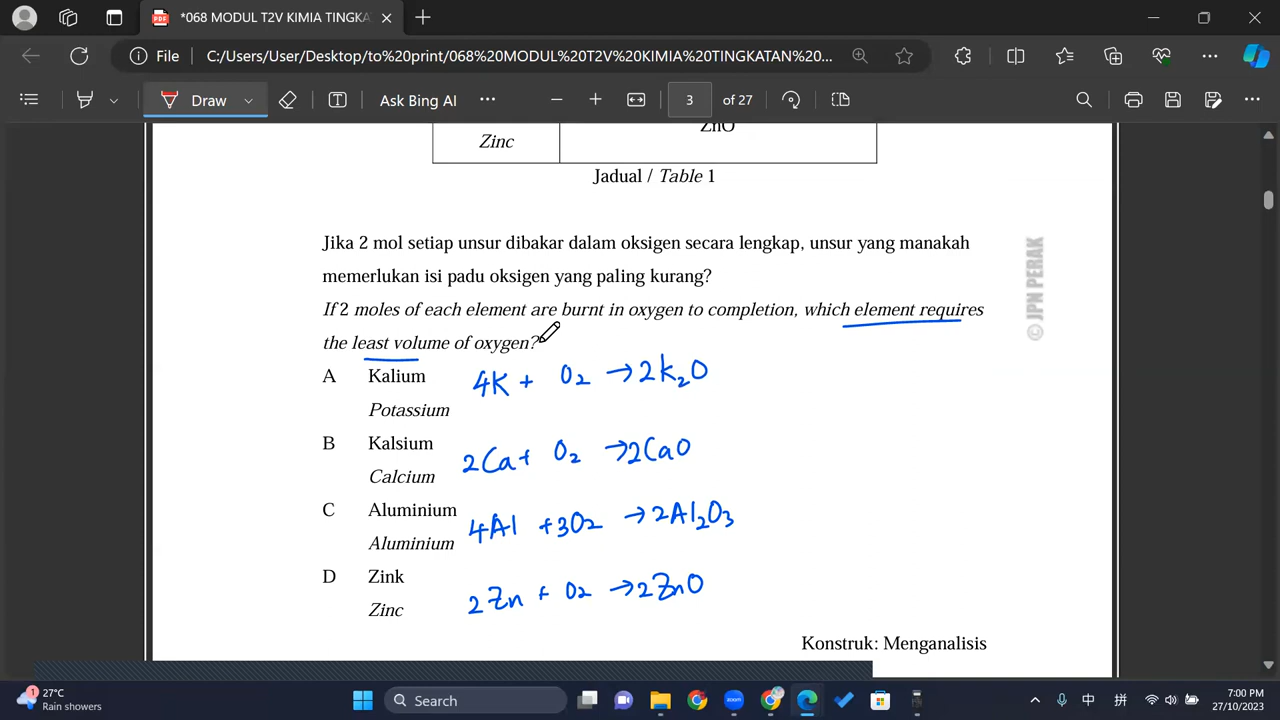 *068 MODUL T2V KIMIA TINGKA
File C:/Users/User/Desktop/to%20print/068%20MODUL%20T2V%20KIMIA%20TINGKATAN%20...
Draw Ask Bing AI 3 of 27
ZnO
Zinc
Jadual / Table 1
Jika 2 mol setiap unsur dibakar dalam oksigen secara lengkap, unsur yang manakah
memerlukan isi padu oksigen yang paling kurang?
If 2 moles of each element are burnt in oxygen to completion, which element requires
the least volume of oxygen?
© JPN PERAK
A Kalium 4K + O₂ → 2K₂O
Potassium
B Kalsium 2Ca + O₂ → 2CaO
Calcium
C Aluminium 4Al + 3O₂ → 2Al₂O₃
Aluminium
D Zink 2Zn + O₂ → 2ZnO
Zinc
Konstruk: Menganalisis
1 27°C
Rain showers
Search
zoom
中 拼
7:00 PM
27/10/2023